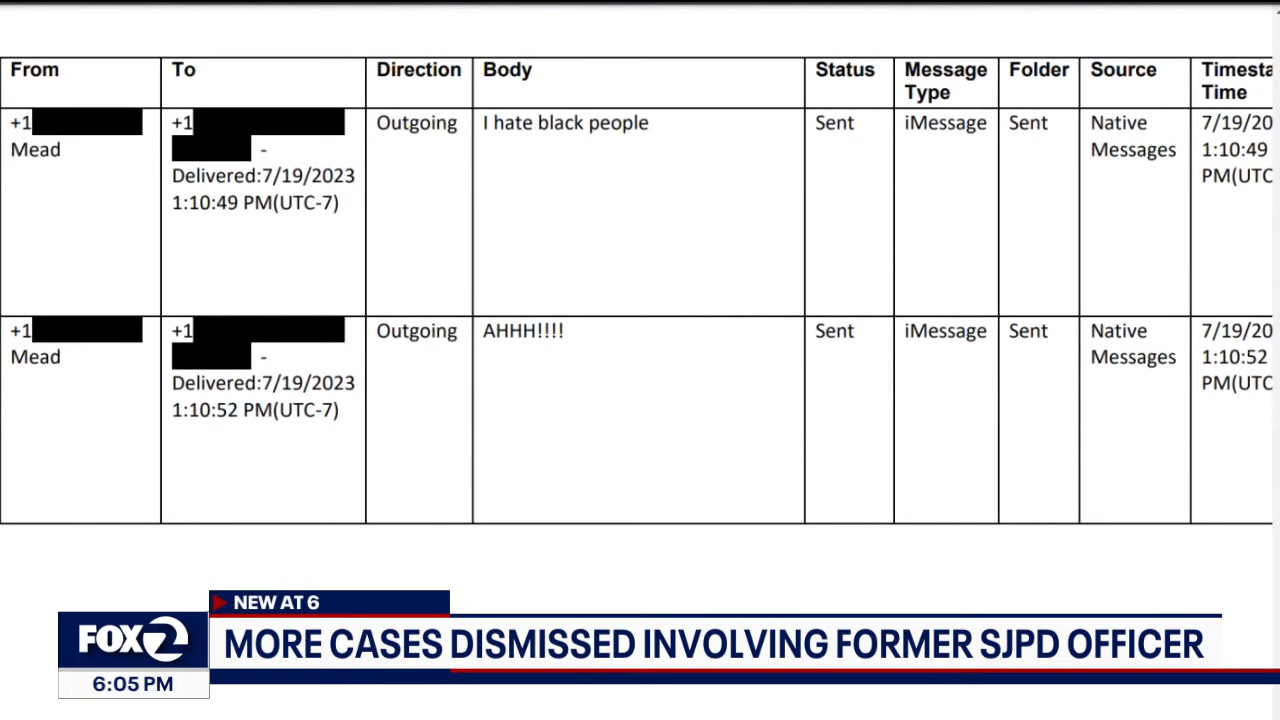 From To Direction Body Status Message Folder Source Timesta
Type Time
+1 +1 Outgoing I hate black people Sent iMessage Sent Native 7/19/20
Mead - Messages 1:10:49
Delivered:7/19/2023 PM(UTC
1:10:49 PM(UTC-7)
+1 +1 Outgoing AHHH!!!! Sent iMessage Sent Native 7/19/20
Mead - Messages 1:10:52
Delivered:7/19/2023 PM(UTC
1:10:52 PM(UTC-7)
NEW AT 6
FOX 2 MORE CASES DISMISSED INVOLVING FORMER SJPD OFFICER
6:05 PM